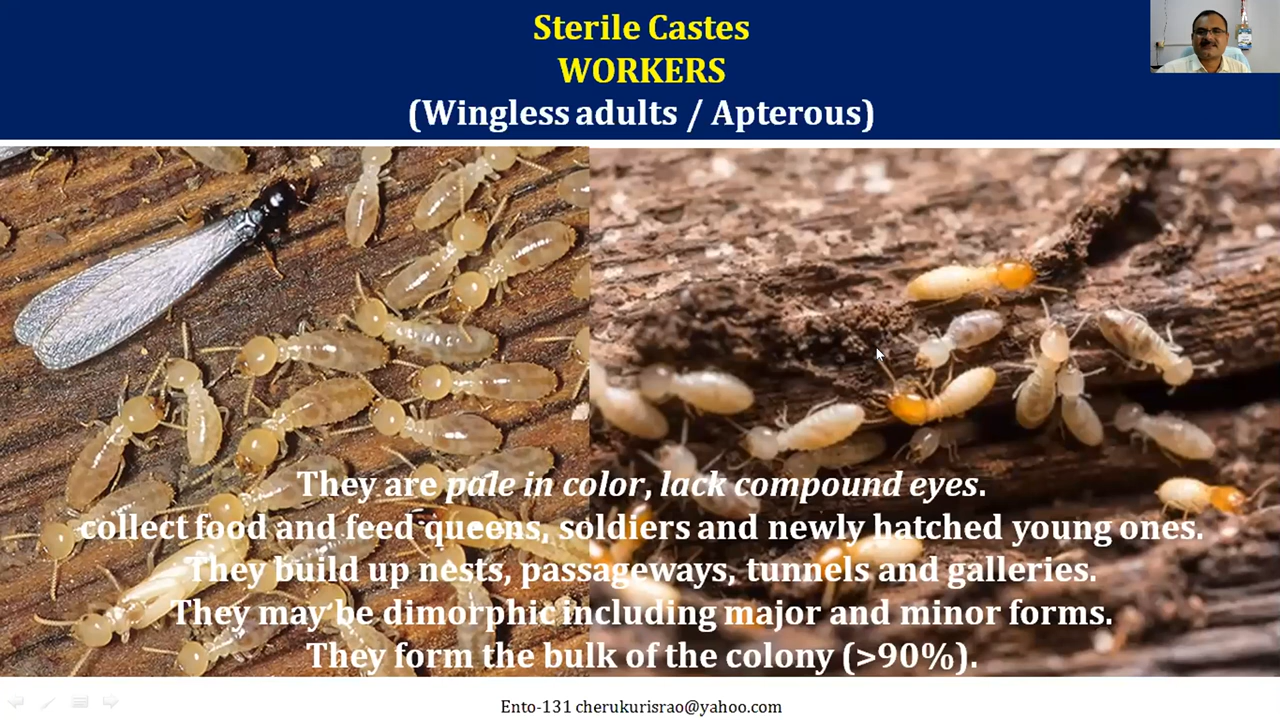 Sterile Castes
WORKERS
(Wingless adults / Apterous)
They are pale in color, lack compound eyes.
collect food and feed queens, soldiers and newly hatched young ones.
They build up nests, passageways, tunnels and galleries.
They may be dimorphic including major and minor forms.
They form the bulk of the colony (>90%).
Ento-131 cherukurisrao@yahoo.com